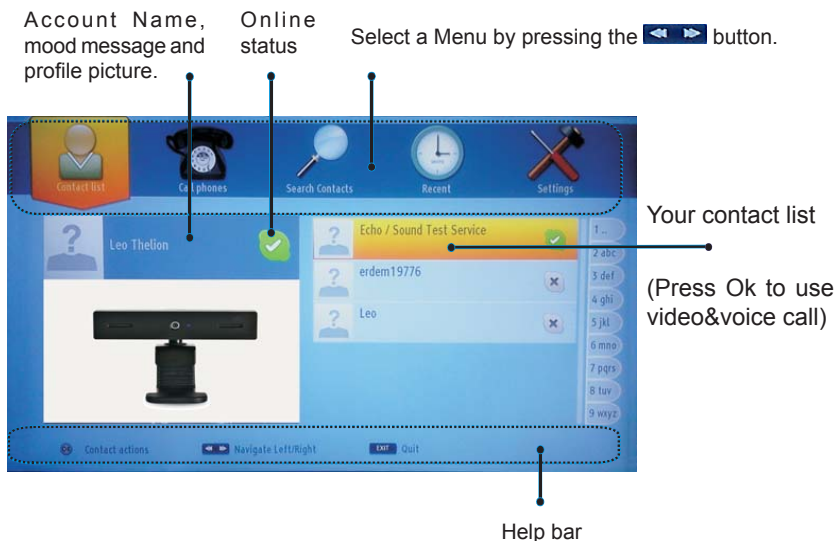 Account Name,
mood message and
profile picture.
Online
status
Select a Menu by pressing the button.
Contact list
Call phones
Search Contacts
Recent
Settings
Leo Thelion
Echo / Sound Test Service
erdem19776
Leo
1 ..
2 abc
3 def
4 ghi
5 jkl
6 mno
7 pqrs
8 tuv
9 wxyz
Your contact list
(Press Ok to use
video&voice call)
OK Contact actions
Navigate Left/Right
EXIT Quit
Help bar